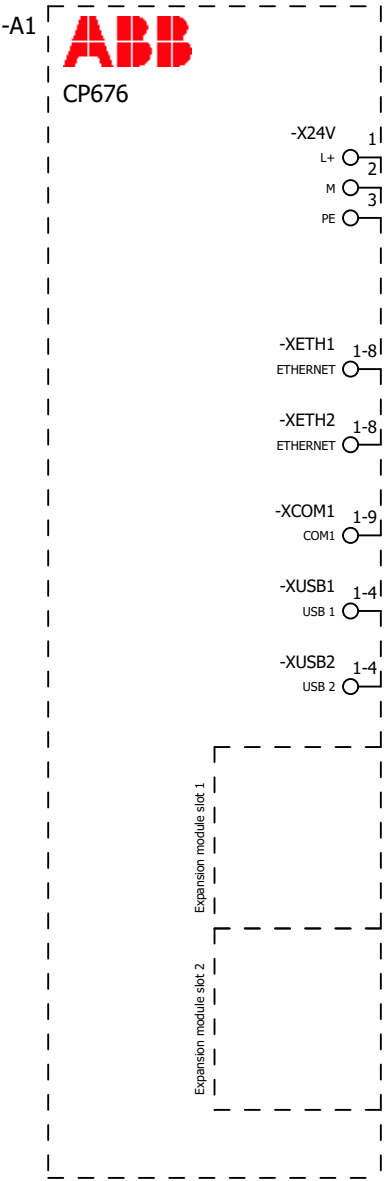 -A1
ABB
CP676
-X24V
1
L+
2
M
3
PE
-XETH1
1-8
ETHERNET
-XETH2
1-8
ETHERNET
-XCOM1
1-9
COM1
-XUSB1
1-4
USB 1
-XUSB2
1-4
USB 2
Expansion module slot 1
Expansion module slot 2